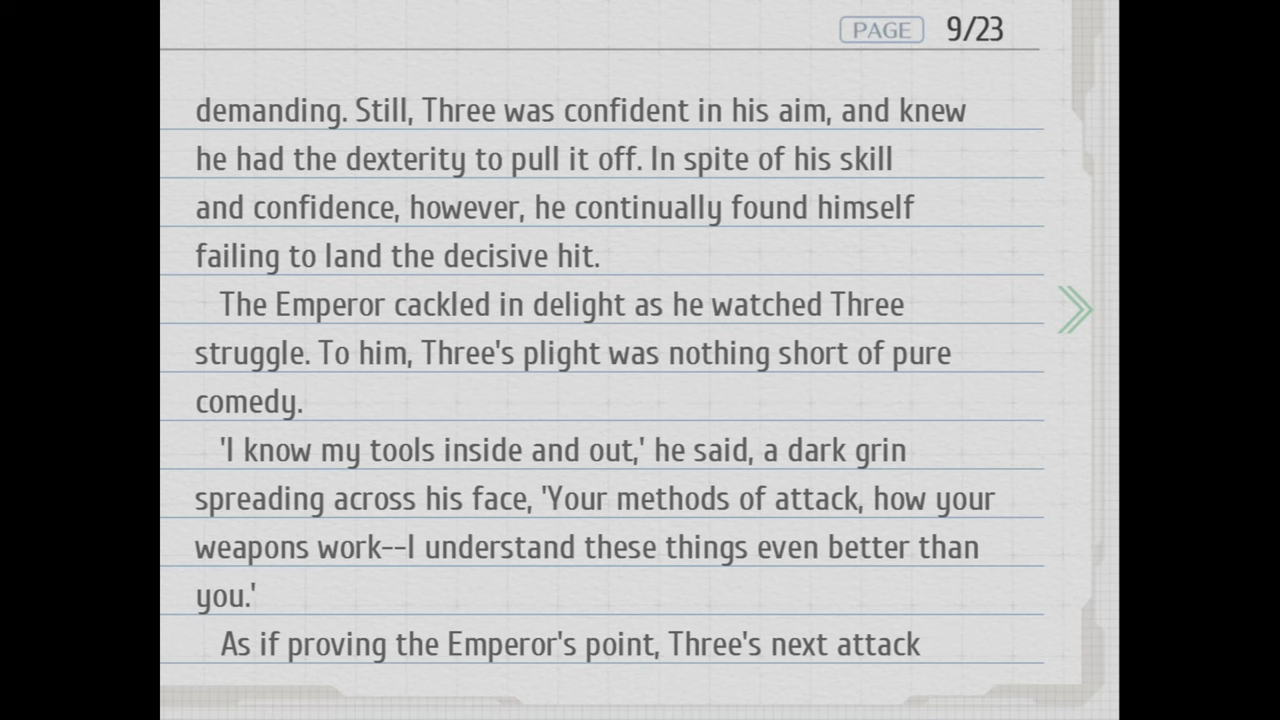 PAGE 9/23
demanding. Still, Three was confident in his aim, and knew
he had the dexterity to pull it off. In spite of his skill
and confidence, however, he continually found himself
failing to land the decisive hit.
The Emperor cackled in delight as he watched Three
struggle. To him, Three's plight was nothing short of pure
comedy.
'I know my tools inside and out,' he said, a dark grin
spreading across his face, 'Your methods of attack, how your
weapons work--I understand these things even better than
you.'
As if proving the Emperor's point, Three's next attack